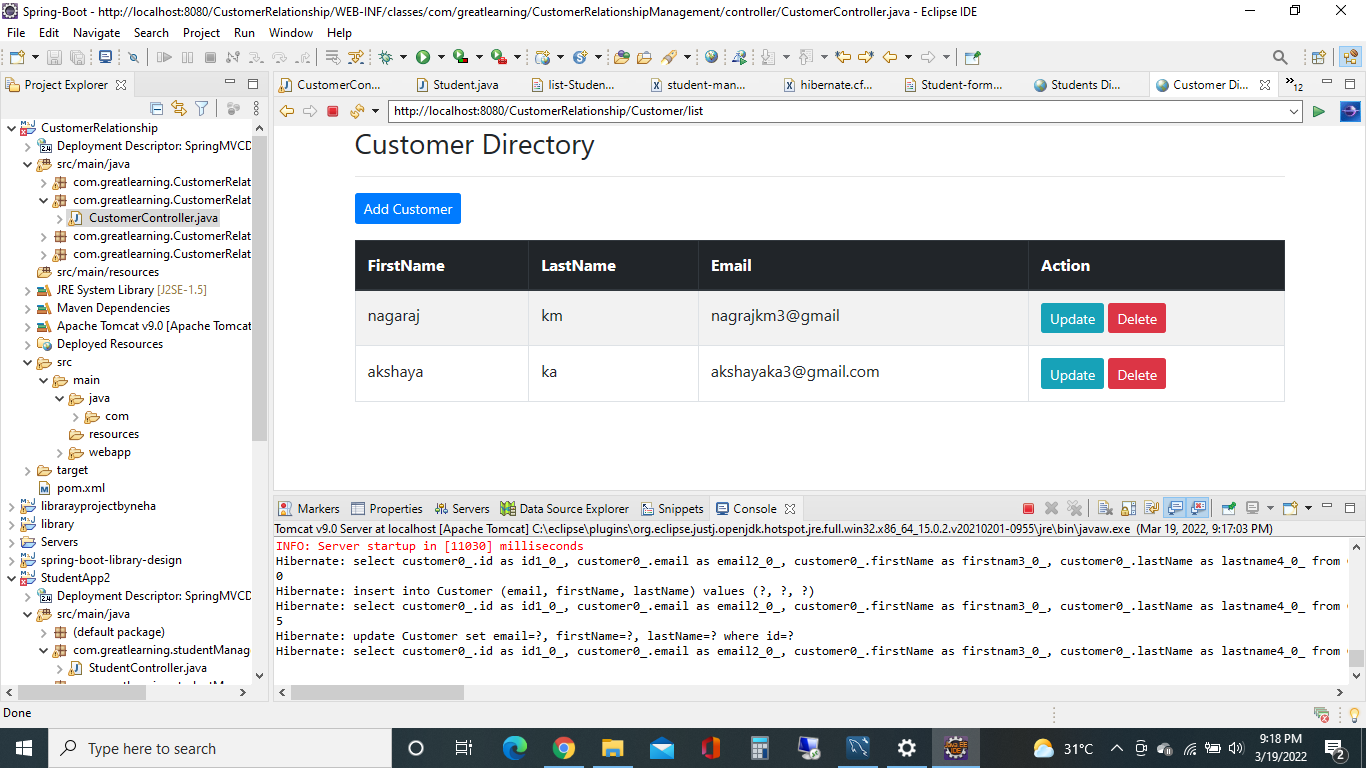 Spring-Boot - http://localhost:8080/CustomerRelationship/WEB-INF/classes/com/greatlearning/CustomerRelationshipManagement/controller/CustomerController.java - Eclipse IDE
File Edit Navigate Search Project Run Window Help
Project Explorer
CustomerRelationship
Deployment Descriptor: SpringMVCD
src/main/java
com.greatlearning.CustomerRelat
com.greatlearning.CustomerRelat
CustomerController.java
com.greatlearning.CustomerRelat
com.greatlearning.CustomerRelat
src/main/resources
JRE System Library [J2SE-1.5]
Maven Dependencies
Apache Tomcat v9.0 [Apache Tomcat
Deployed Resources
src
main
java
com
resources
webapp
target
pom.xml
librarayprojectbyneha
library
Servers
spring-boot-library-design
StudentApp2
Deployment Descriptor: SpringMVCD
src/main/java
(default package)
com.greatlearning.studentManag
StudentController.java
CustomerCon... Student.java list-Studen... student-man... hibernate.cf... Student-form... Students Di... Customer Di... 12
http://localhost:8080/CustomerRelationship/Customer/list
Customer Directory
Add Customer
FirstName LastName Email Action
nagaraj km nagrajkm3@gmail Update Delete
akshaya ka akshayaka3@gmail.com Update Delete
Markers Properties Servers Data Source Explorer Snippets Console
Tomcat v9.0 Server at localhost [Apache Tomcat] C:\eclipse\plugins\org.eclipse.justj.openjdk.hotspot.jre.full.win32.x86_64_15.0.2.v20210201-0955\jre\bin\javaw.exe (Mar 19, 2022, 9:17:03 PM)
INFO: Server startup in [11030] milliseconds
Hibernate: select customer0_.id as id1_0_, customer0_.email as email2_0_, customer0_.firstName as firstnam3_0_, customer0_.lastName as lastname4_0_ from
0
Hibernate: insert into Customer (email, firstName, lastName) values (?, ?, ?)
Hibernate: select customer0_.id as id1_0_, customer0_.email as email2_0_, customer0_.firstName as firstnam3_0_, customer0_.lastName as lastname4_0_ from
5
Hibernate: update Customer set email=?, firstName=?, lastName=? where id=?
Hibernate: select customer0_.id as id1_0_, customer0_.email as email2_0_, customer0_.firstName as firstnam3_0_, customer0_.lastName as lastname4_0_ from
Done
Type here to search
31°C
9:18 PM
3/19/2022
2